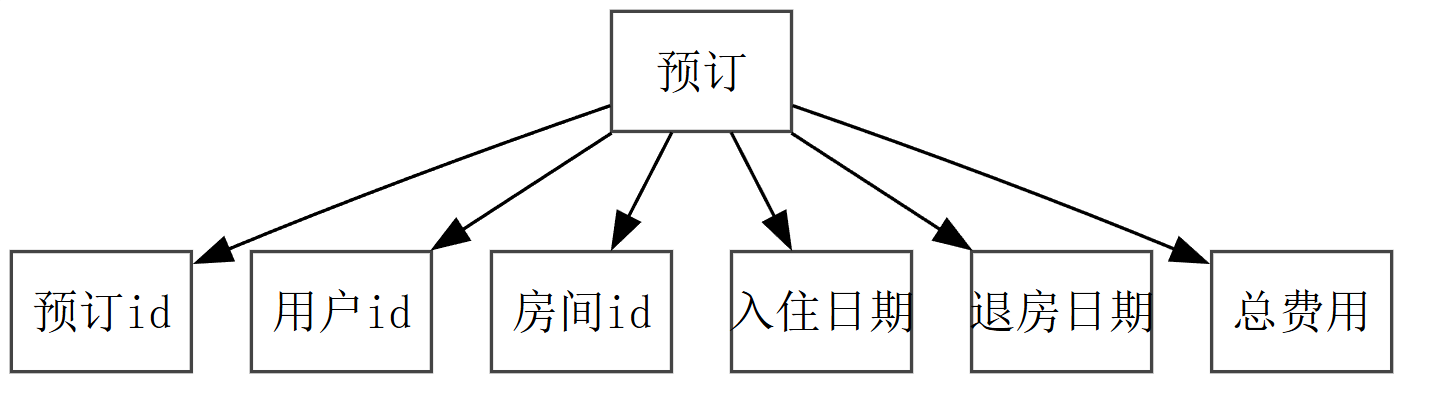 预订
预订id
用户id
房间id
入住日期
退房日期
总费用